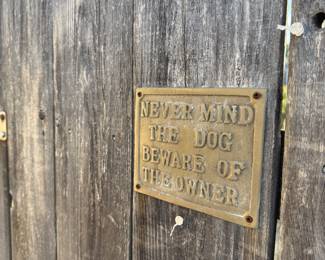 NEVER MIND
THE DOG
BEWARE OF
THE OWNER